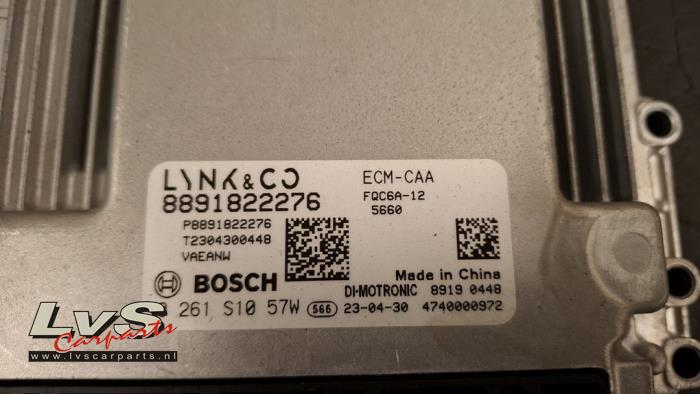 LYNK & CO
8891822276
P8891822276
T2304300448
VAEANW
ECM-CAA
FQC6A-12
5660
BOSCH
261 S10 57W
566
Made in China
DI-MOTRONIC 8919 0448
23-04-30 4740000972
LvS
Carparts
www.lvscarparts.nl